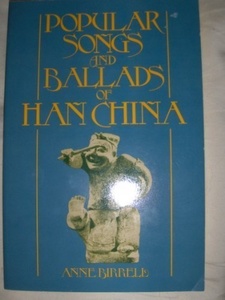 POPULAR
SONGS
AND
BALLADS
OF
HAN CHINA
ANNE BIRRELL